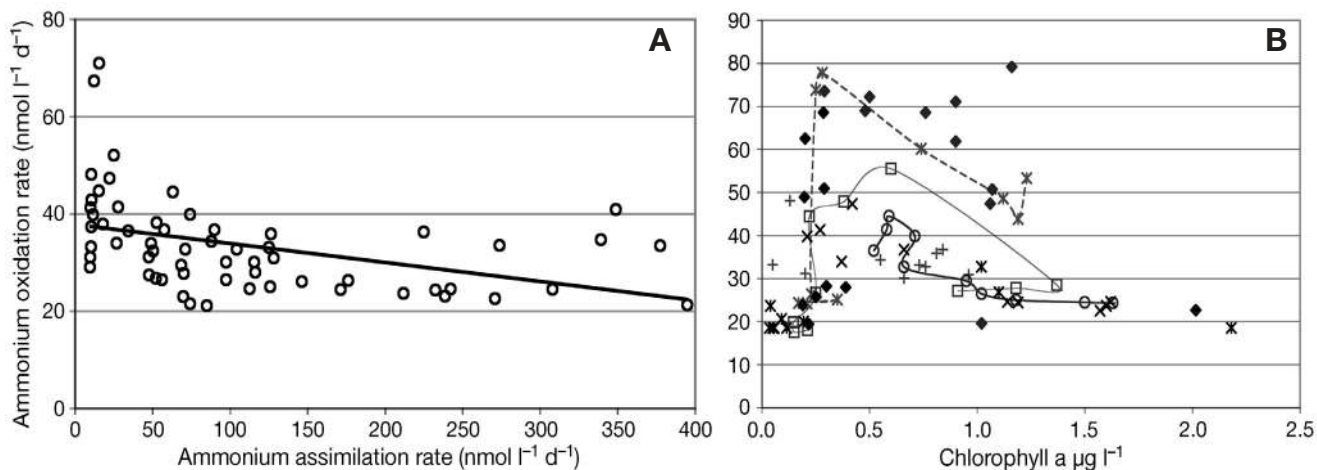 A
Ammonium oxidation rate (nmol l⁻¹ d⁻¹)
80
60
40
20
0
0 50 100 150 200 250 300 350 400
Ammonium assimilation rate (nmol l⁻¹ d⁻¹)
B
90
80
70
60
50
40
30
20
10
0
0.0 0.5 1.0 1.5 2.0 2.5
Chlorophyll a µg l⁻¹